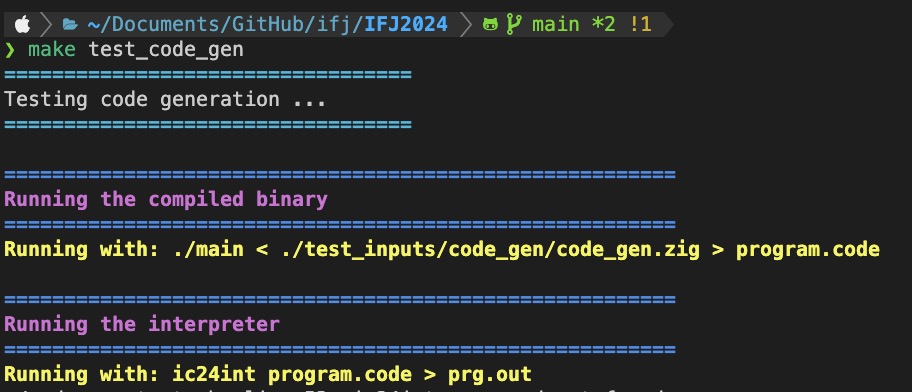 ~/Documents/GitHub/ifj/IFJ2024 main *2 !1
❯ make test_code_gen
==================================
Testing code generation ...
==================================
========================================================
Running the compiled binary
========================================================
Running with: ./main < ./test_inputs/code_gen/code_gen.zig > program.code
========================================================
Running the interpreter
========================================================
Running with: ic24int program.code > prg.out